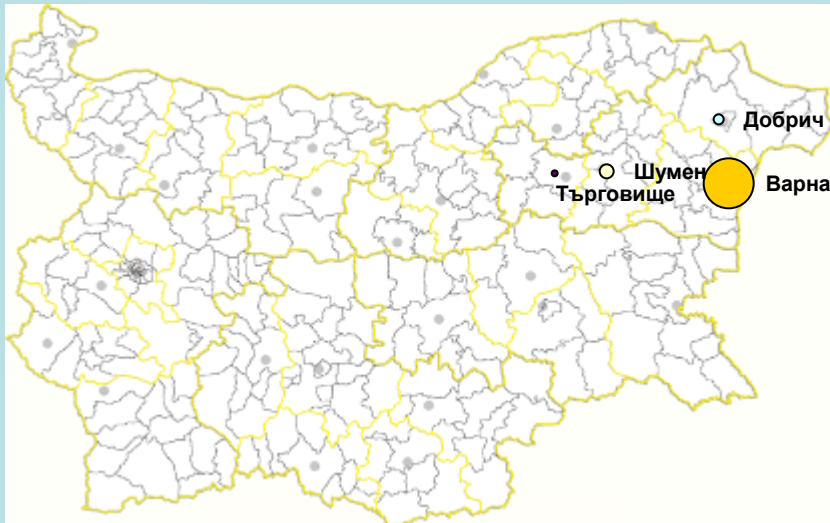 Добрич
Шумен
Търговище
Варна